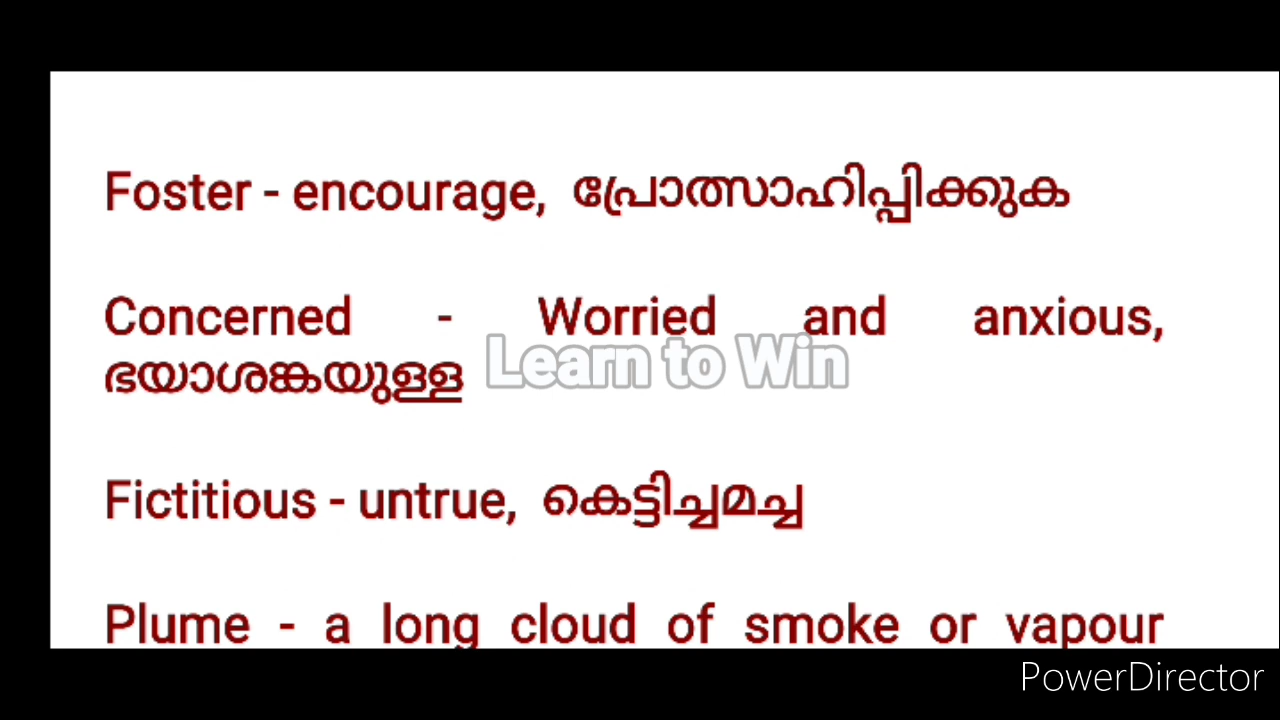 Foster - encourage, പ്രോത്സാഹിപ്പിക്കുക
Concerned - Worried and anxious,
ഭയാശങ്കയുള്ള
Learn to Win
Fictitious - untrue, കെട്ടിച്ചമച്ച
Plume - a long cloud of smoke or vapour
PowerDirector